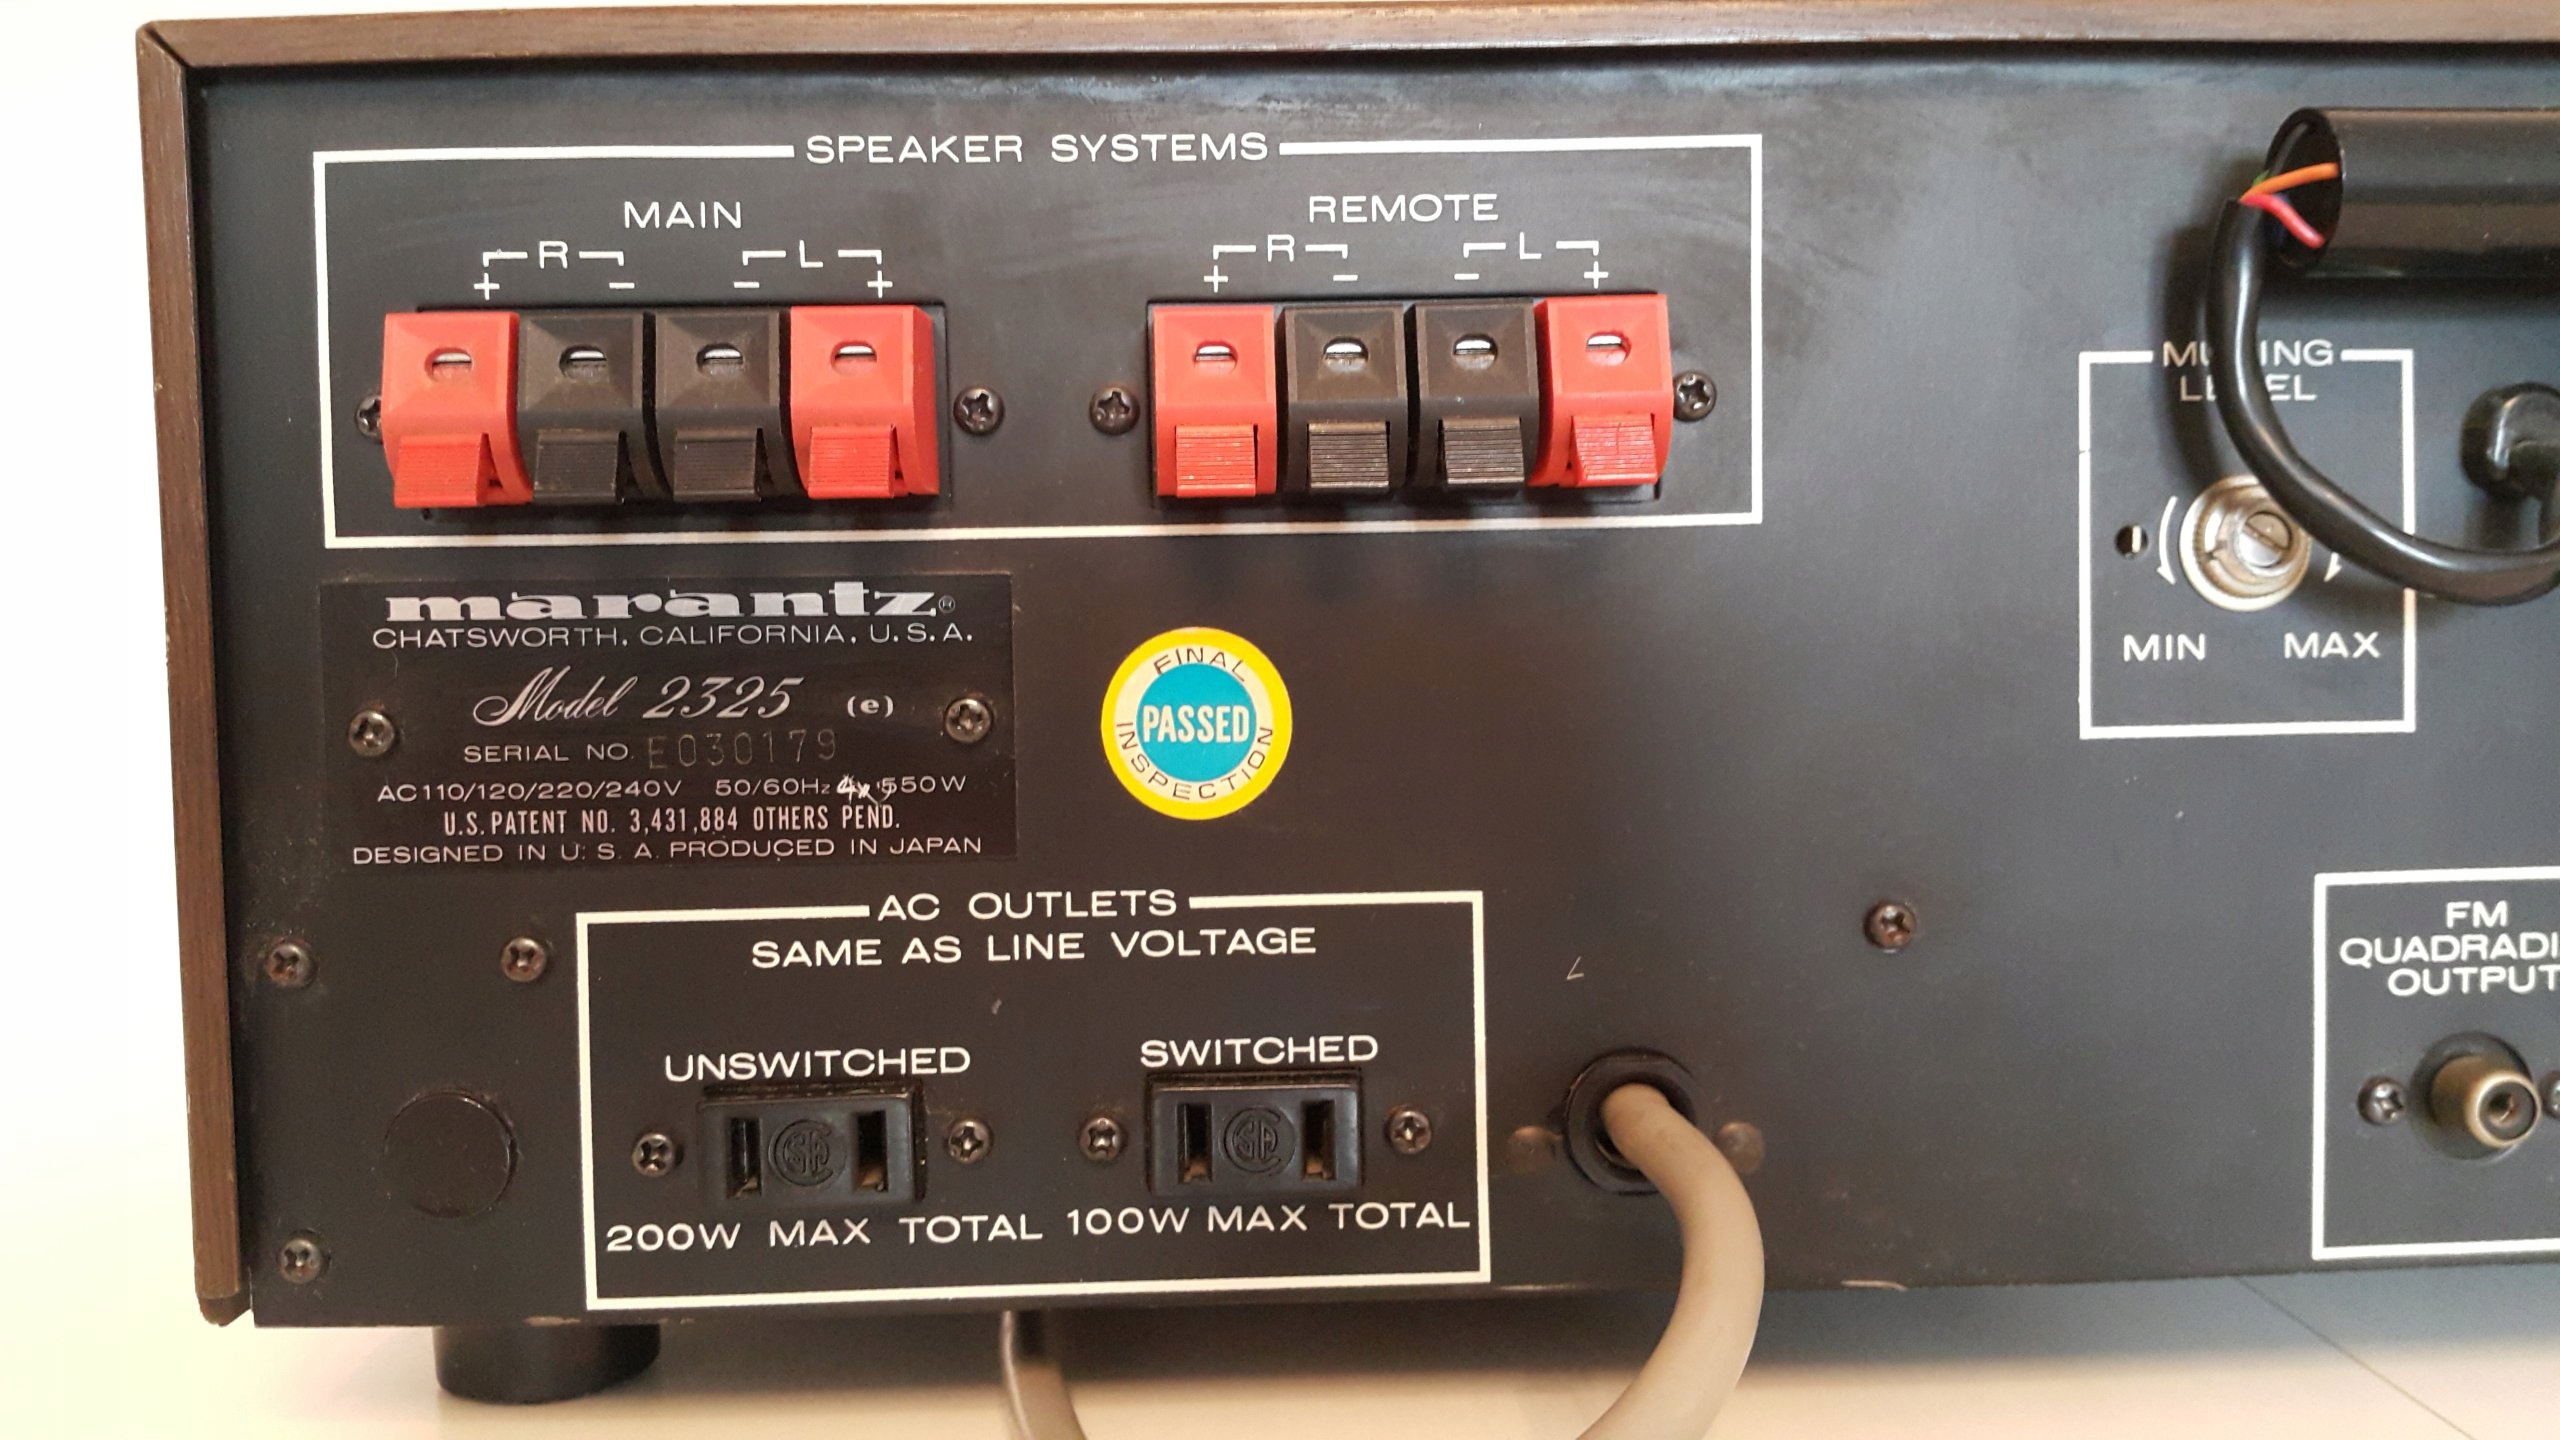 SPEAKER SYSTEMS
MAIN
R L
+ − − +
REMOTE
R L
+ − − +
marantz®
CHATSWORTH, CALIFORNIA, U.S.A.
Model 2325 (e)
SERIAL NO. E030179
AC110/120/220/240V 50/60Hz 550W
U.S. PATENT NO. 3,431,884 OTHERS PEND.
DESIGNED IN U.S.A. PRODUCED IN JAPAN
FINAL
PASSED
INSPECTION
MIN MAX
AC OUTLETS
SAME AS LINE VOLTAGE
UNSWITCHED SWITCHED
200W MAX TOTAL 100W MAX TOTAL
FM
QUADRADI
OUTPUT